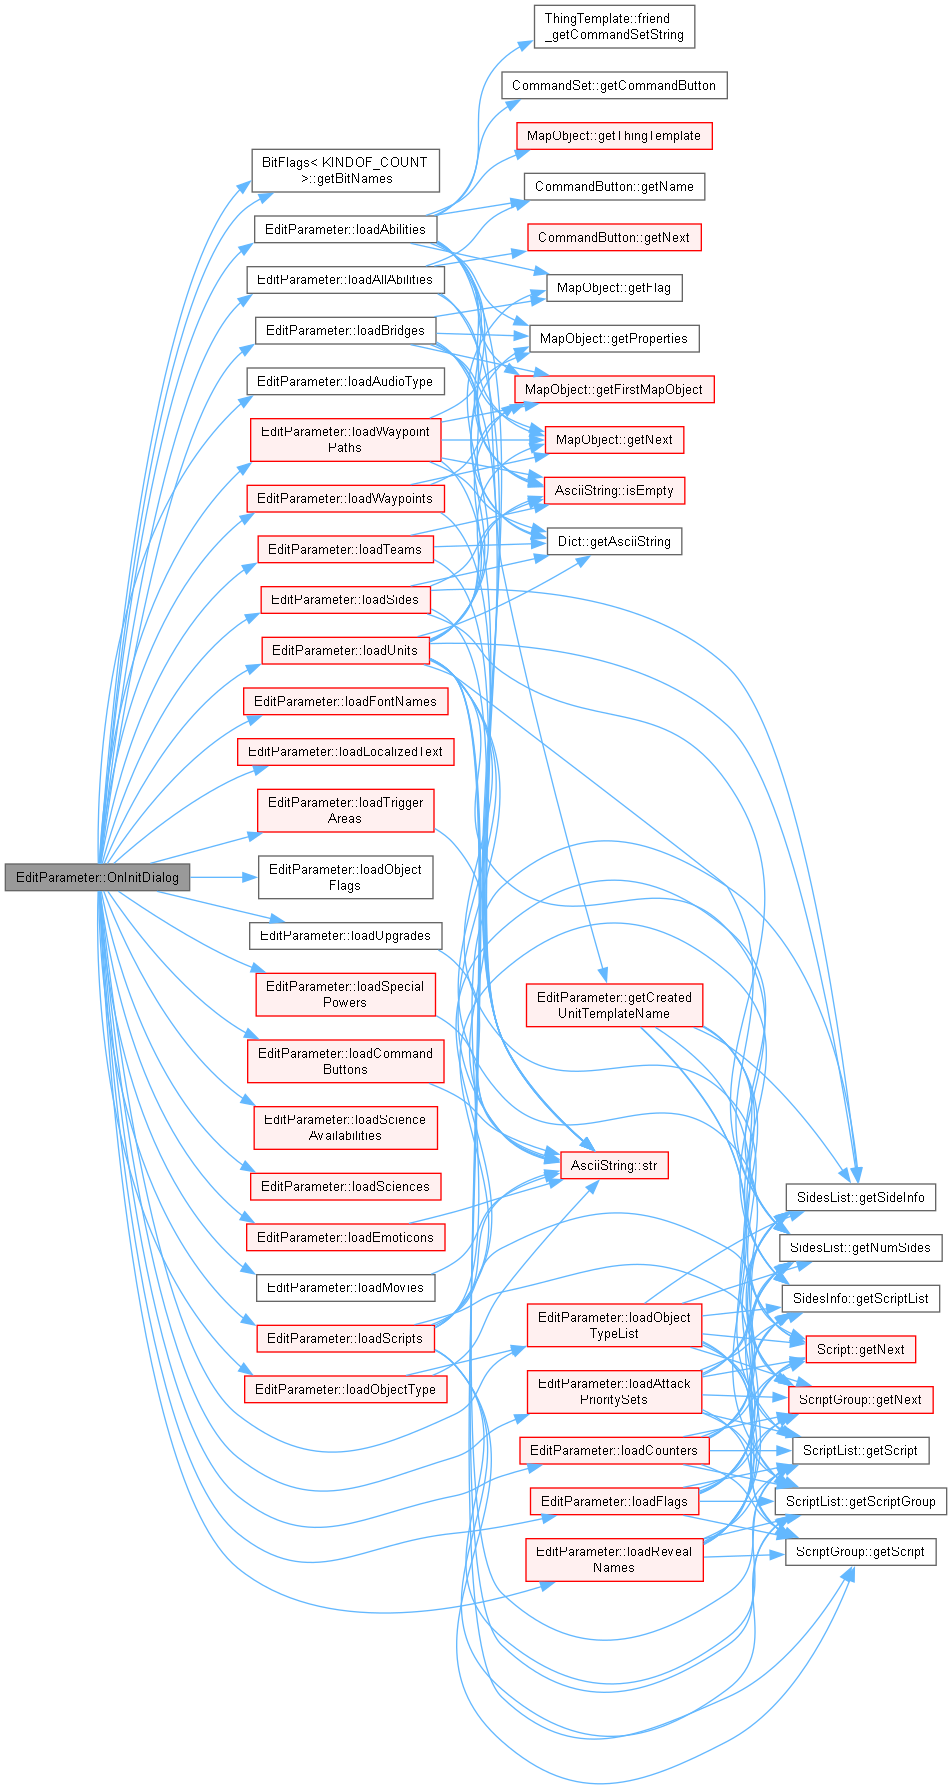 ThingTemplate::friend
_getCommandSetString
CommandSet::getCommandButton
MapObject::getThingTemplate
BitFlags< KINDOF_COUNT
>::getBitNames
CommandButton::getName
EditParameter::loadAbilities
CommandButton::getNext
EditParameter::loadAllAbilities
MapObject::getFlag
EditParameter::loadBridges
MapObject::getProperties
EditParameter::loadAudioType
MapObject::getFirstMapObject
EditParameter::loadWaypoint
Paths
MapObject::getNext
EditParameter::loadWaypoints
AsciiString::isEmpty
EditParameter::loadTeams
Dict::getAsciiString
EditParameter::loadSides
EditParameter::loadUnits
EditParameter::loadFontNames
EditParameter::loadLocalizedText
EditParameter::loadTrigger
Areas
EditParameter::OnInitDialog
EditParameter::loadObject
Flags
EditParameter::loadUpgrades
EditParameter::loadSpecial
Powers
EditParameter::getCreated
UnitTemplateName
EditParameter::loadCommand
Buttons
EditParameter::loadScience
Availabilities
AsciiString::str
EditParameter::loadSciences
SidesList::getSideInfo
EditParameter::loadEmoticons
SidesList::getNumSides
EditParameter::loadMovies
SidesInfo::getScriptList
EditParameter::loadObject
TypeList
EditParameter::loadScripts
Script::getNext
EditParameter::loadObjectType
EditParameter::loadAttack
PrioritySets
ScriptGroup::getNext
EditParameter::loadCounters
ScriptList::getScript
EditParameter::loadFlags
ScriptList::getScriptGroup
EditParameter::loadReveal
Names
ScriptGroup::getScript